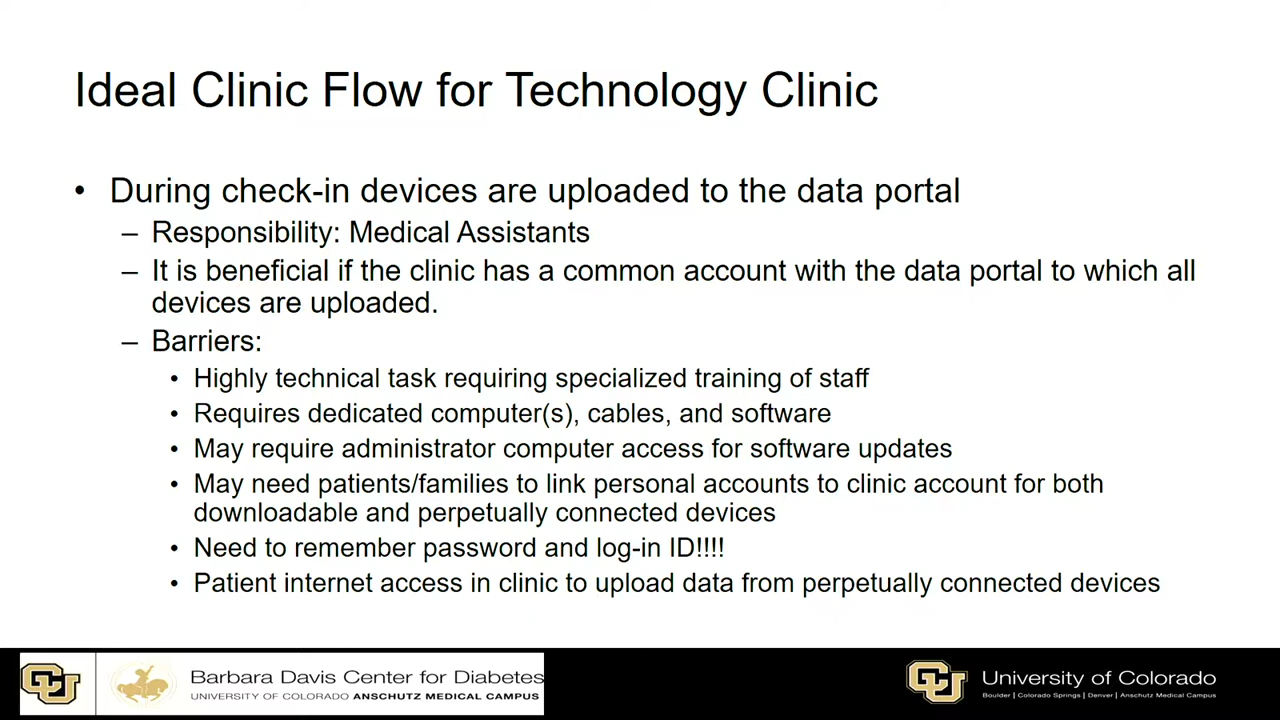 Ideal Clinic Flow for Technology Clinic
• During check-in devices are uploaded to the data portal
– Responsibility: Medical Assistants
– It is beneficial if the clinic has a common account with the data portal to which all
devices are uploaded.
– Barriers:
• Highly technical task requiring specialized training of staff
• Requires dedicated computer(s), cables, and software
• May require administrator computer access for software updates
• May need patients/families to link personal accounts to clinic account for both
downloadable and perpetually connected devices
• Need to remember password and log-in ID!!!!
• Patient internet access in clinic to upload data from perpetually connected devices
CU
Barbara Davis Center for Diabetes
UNIVERSITY OF COLORADO ANSCHUTZ MEDICAL CAMPUS
CU
University of Colorado
Boulder | Colorado Springs | Denver | Anschutz Medical Campus